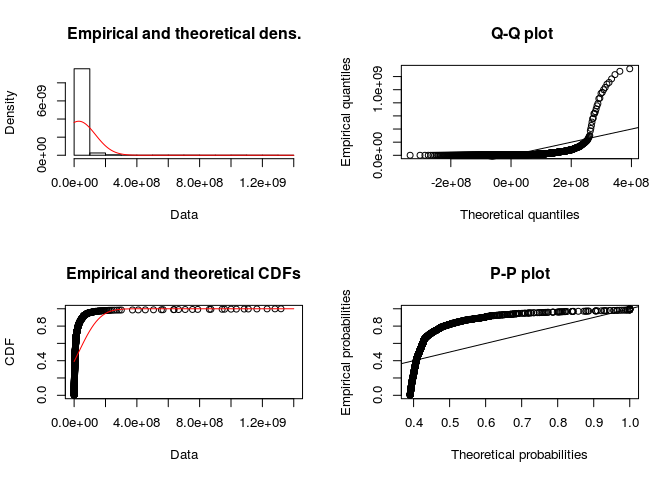 Empirical and theoretical dens.
Density
0e+00
6e-09
0.0e+00 4.0e+08 8.0e+08 1.2e+09
Data
Q-Q plot
Empirical quantiles
0.0e+00
1.0e+09
-2e+08 0e+00 2e+08 4e+08
Theoretical quantiles
Empirical and theoretical CDFs
CDF
0.0
0.4
0.8
0.0e+00 4.0e+08 8.0e+08 1.2e+09
Data
P-P plot
Empirical probabilities
0.0
0.4
0.8
0.4 0.5 0.6 0.7 0.8 0.9 1.0
Theoretical probabilities